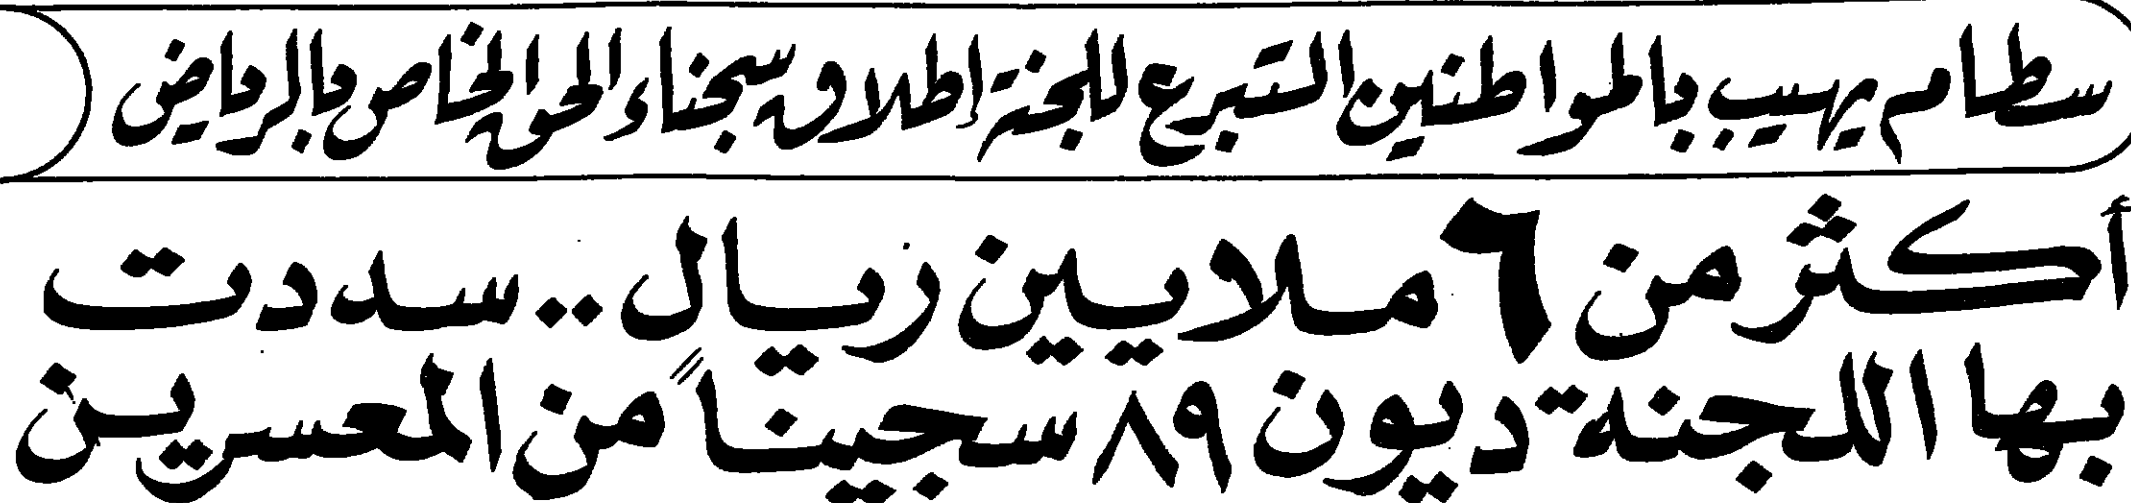 سطام يهيب بالمواطنين التبرع للجنة إطلاق سجناء الحق الخاص بالرياض
أكثر من ٦ ملايين ريال .. سددت
بها اللجنة ديون ٨٩ سجيناً من المعسرين